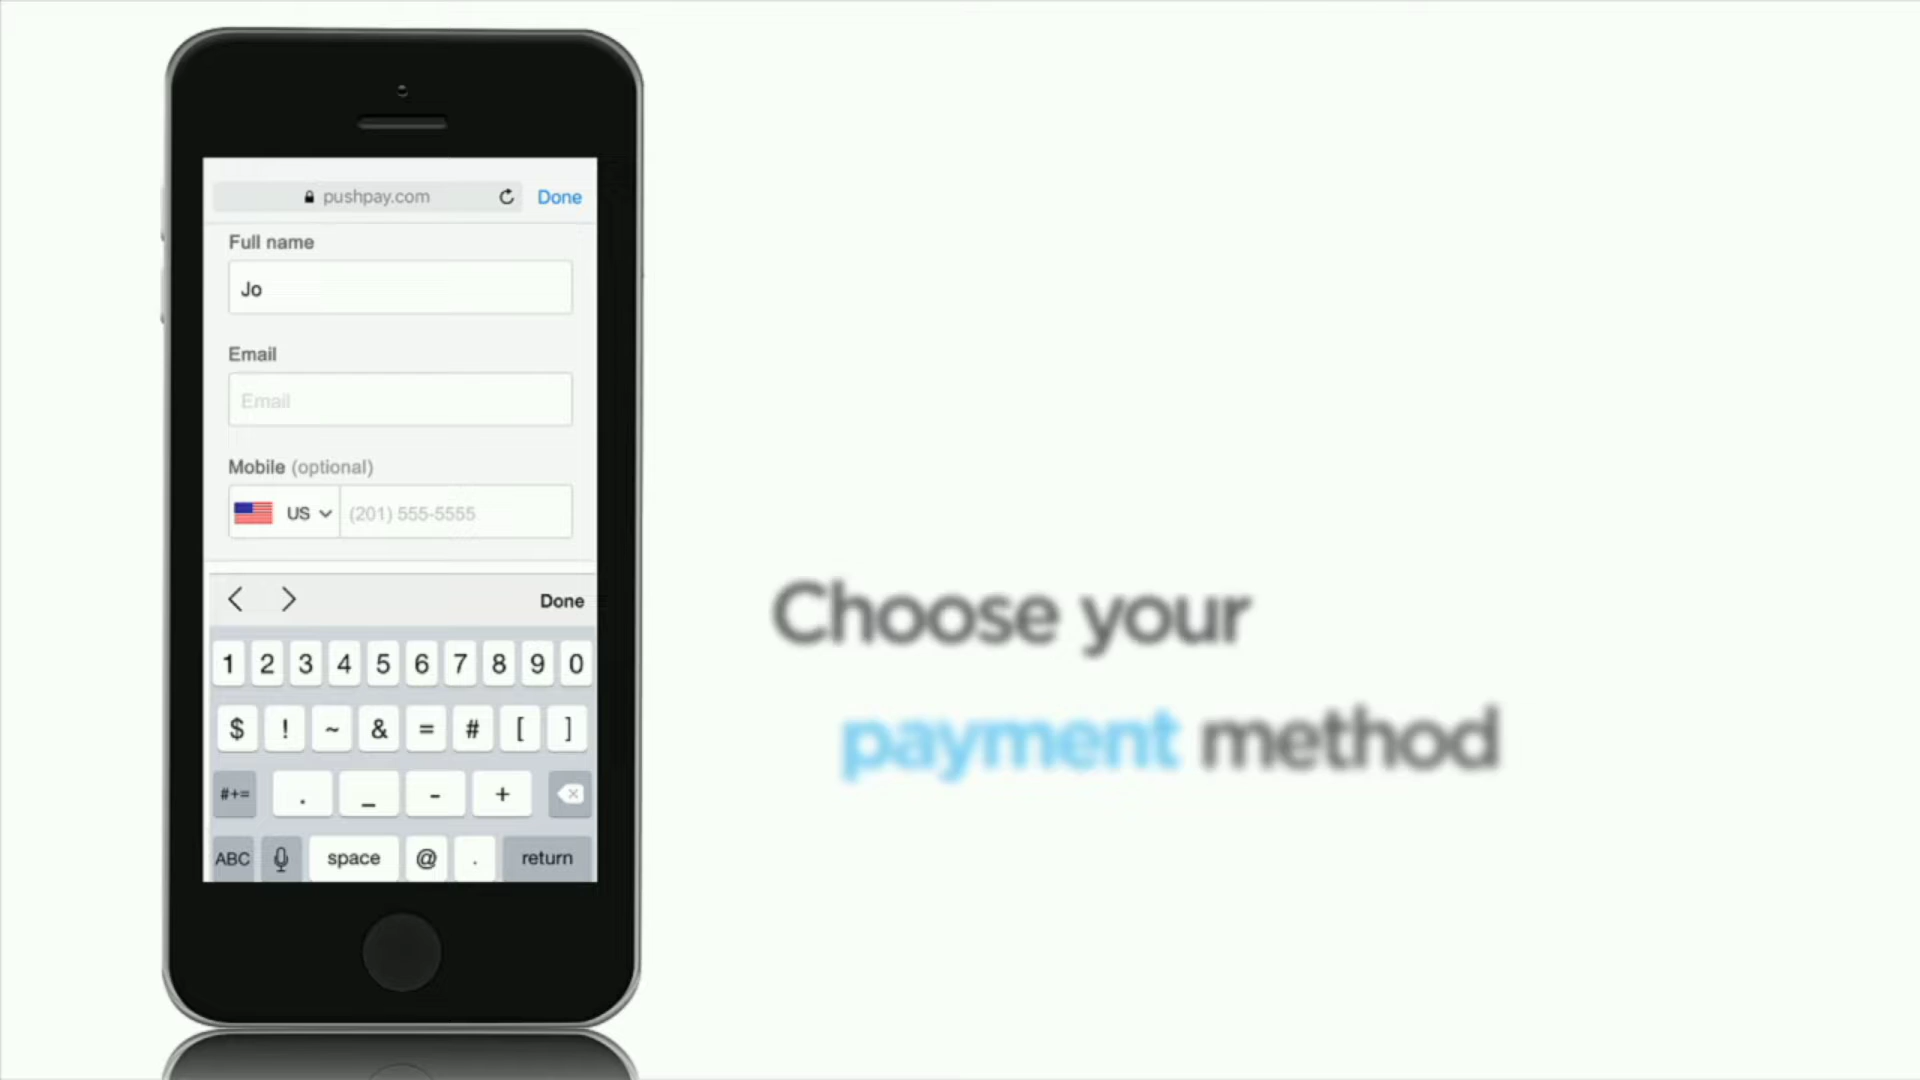 pushpay.com Done
Full name
Jo
Email
Email
Mobile (optional)
US (201) 555-5555
Done
1 2 3 4 5 6 7 8 9 0
$ ! ~ & = # [ ]
#+= . _ - +
ABC space @ . return
Choose your
payment method